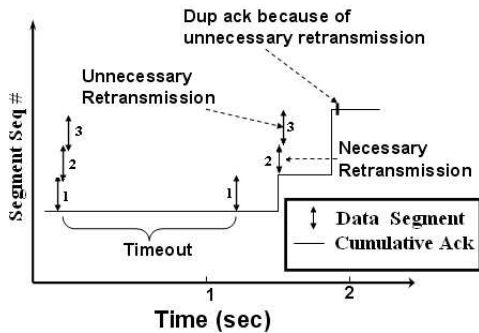 Dup ack because of
unnecessary retransmission
Unnecessary
Retransmission
3
3
2
2
Necessary
Retransmission
1
1
Segment Seq #
Timeout
Data Segment
Cumulative Ack
1
2
Time (sec)